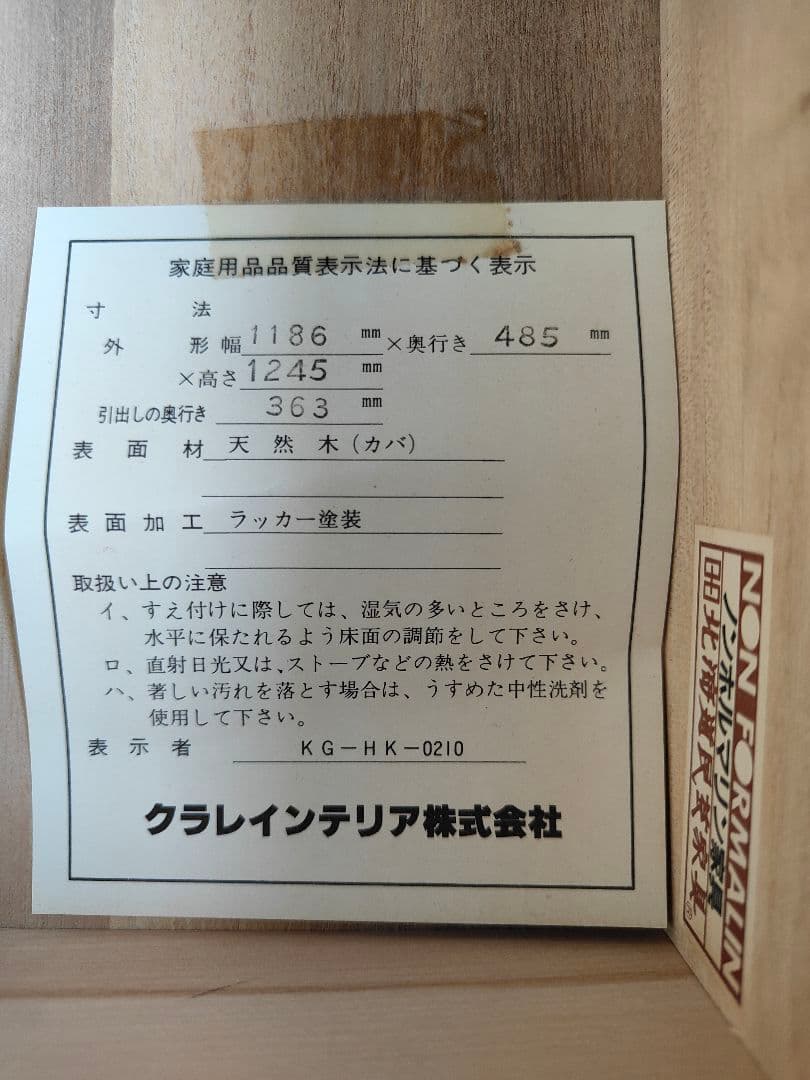 家庭用品品質表示法に基づく表示
寸法
外形幅 1186 mm ×奥行き 485 mm
×高さ 1245 mm
引出しの奥行き 363 mm
表面材 天然木(カバ)
表面加工 ラッカー塗装
取扱い上の注意
イ、すえ付けに際しては、湿気の多いところをさけ、
水平に保たれるよう床面の調節をして下さい。
ロ、直射日光又は、ストーブなどの熱をさけて下さい。
ハ、著しい汚れを落とす場合は、うすめた中性洗剤を
使用して下さい。
表示者 KG-HK-0210
クラレインテリア株式会社
NON FORMALIN
ノンホルマリン家具
北海道民芸家具®